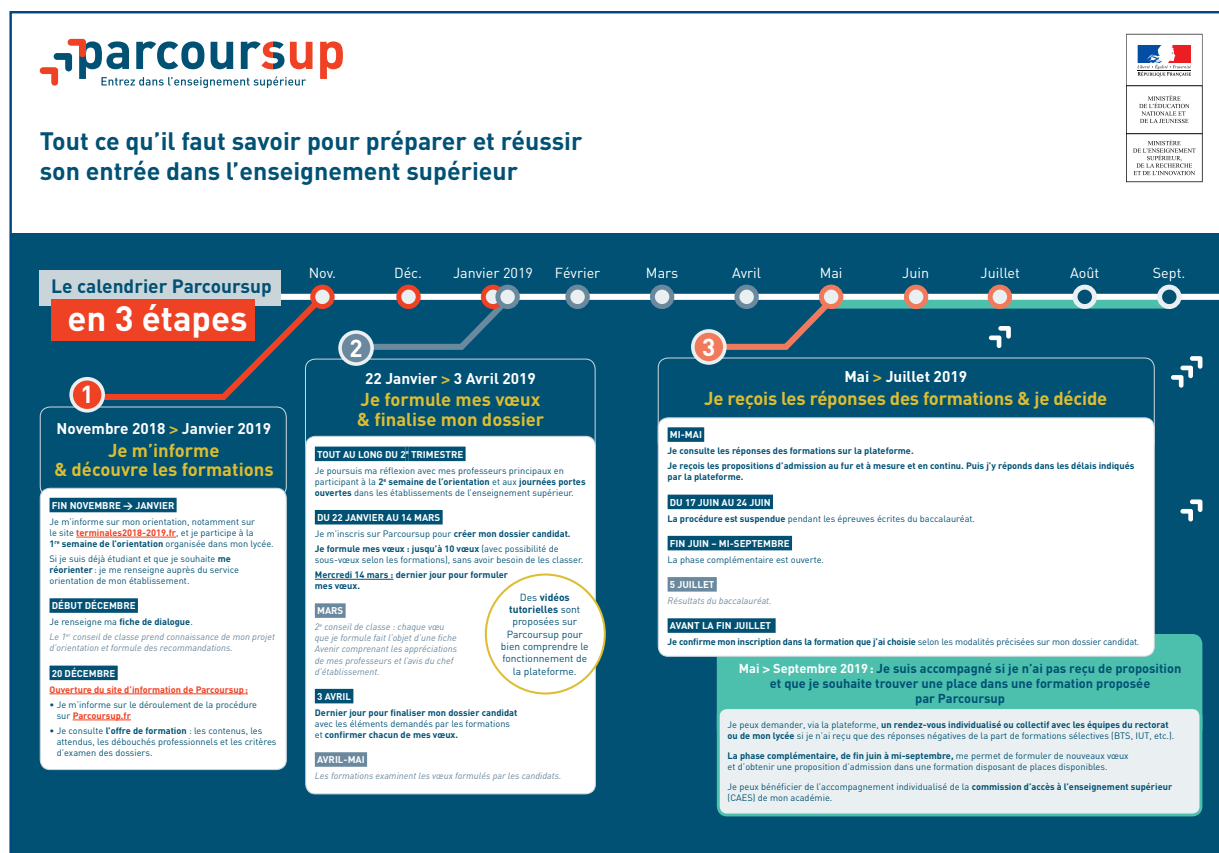 parcoursup
Entrez dans l'enseignement supérieur
Liberté • Égalité • Fraternité
RÉPUBLIQUE FRANÇAISE
MINISTÈRE
DE L'ÉDUCATION
NATIONALE ET
DE LA JEUNESSE
MINISTÈRE
DE L'ENSEIGNEMENT
SUPÉRIEUR,
DE LA RECHERCHE
ET DE L'INNOVATION
Tout ce qu'il faut savoir pour préparer et réussir
son entrée dans l'enseignement supérieur
Le calendrier Parcoursup
en 3 étapes
Nov.
Déc.
Janvier 2019
Février
Mars
Avril
Mai
Juin
Juillet
Août
Sept.
1
Novembre 2018 > Janvier 2019
Je m'informe
& découvre les formations
FIN NOVEMBRE → JANVIER
Je m'informe sur mon orientation, notamment sur
le site terminales2018-2019.fr, et je participe à la
1re semaine de l'orientation organisée dans mon lycée.
Si je suis déjà étudiant et que je souhaite me
réorienter : je me renseigne auprès du service
orientation de mon établissement.
DÉBUT DÉCEMBRE
Je renseigne ma fiche de dialogue.
Le 1er conseil de classe prend connaissance de mon projet
d'orientation et formule des recommandations.
20 DÉCEMBRE
Ouverture du site d'information de Parcoursup :
• Je m'informe sur le déroulement de la procédure
sur Parcoursup.fr
• Je consulte l'offre de formation : les contenus, les
attendus, les débouchés professionnels et les critères
d'examen des dossiers.
2
22 Janvier > 3 Avril 2019
Je formule mes vœux
& finalise mon dossier
TOUT AU LONG DU 2e TRIMESTRE
Je poursuis ma réflexion avec mes professeurs principaux en
participant à la 2e semaine de l'orientation et aux journées portes
ouvertes dans les établissements de l'enseignement supérieur.
DU 22 JANVIER AU 14 MARS
Je m'inscris sur Parcoursup pour créer mon dossier candidat.
Je formule mes vœux : jusqu'à 10 vœux (avec possibilité de
sous-vœux selon les formations), sans avoir besoin de les classer.
Mercredi 14 mars : dernier jour pour formuler
mes vœux.
MARS
2e conseil de classe : chaque vœu
que je formule fait l'objet d'une fiche
Avenir comprenant les appréciations
de mes professeurs et l'avis du chef
d'établissement.
Des vidéos
tutorielles sont
proposées sur
Parcoursup pour
bien comprendre le
fonctionnement de
la plateforme.
3 AVRIL
Dernier jour pour finaliser mon dossier candidat
avec les éléments demandés par les formations
et confirmer chacun de mes vœux.
AVRIL-MAI
Les formations examinent les vœux formulés par les candidats.
3
Mai > Juillet 2019
Je reçois les réponses des formations & je décide
MI-MAI
Je consulte les réponses des formations sur la plateforme.
Je reçois les propositions d'admission au fur et à mesure et en continu. Puis j'y réponds dans les délais indiqués
par la plateforme.
DU 17 JUIN AU 24 JUIN
La procédure est suspendue pendant les épreuves écrites du baccalauréat.
FIN JUIN – MI-SEPTEMBRE
La phase complémentaire est ouverte.
5 JUILLET
Résultats du baccalauréat.
AVANT LA FIN JUILLET
Je confirme mon inscription dans la formation que j'ai choisie selon les modalités précisées sur mon dossier candidat.
Mai > Septembre 2019 : Je suis accompagné si je n'ai pas reçu de proposition
et que je souhaite trouver une place dans une formation proposée
par Parcoursup
Je peux demander, via la plateforme, un rendez-vous individualisé ou collectif avec les équipes du rectorat
ou de mon lycée si je n'ai reçu que des réponses négatives de la part de formations sélectives (BTS, IUT, etc.).
La phase complémentaire, de fin juin à mi-septembre, me permet de formuler de nouveaux vœux
et d'obtenir une proposition d'admission dans une formation disposant de places disponibles.
Je peux bénéficier de l'accompagnement individualisé de la commission d'accès à l'enseignement supérieur
(CAES) de mon académie.